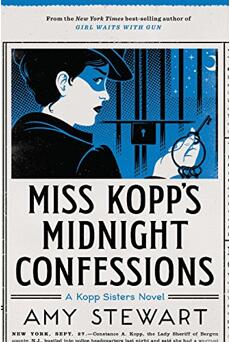 From the New York Times best-selling author of
GIRL WAITS WITH GUN
MISS KOPP'S
MIDNIGHT
CONFESSIONS
A Kopp Sisters Novel
AMY STEWART
NEW YORK, SEPT. 27.—Constance A. Kopp, the Lady Sheriff of Bergen
county, N.J., hustled into police headquarters last night and said she had a worried